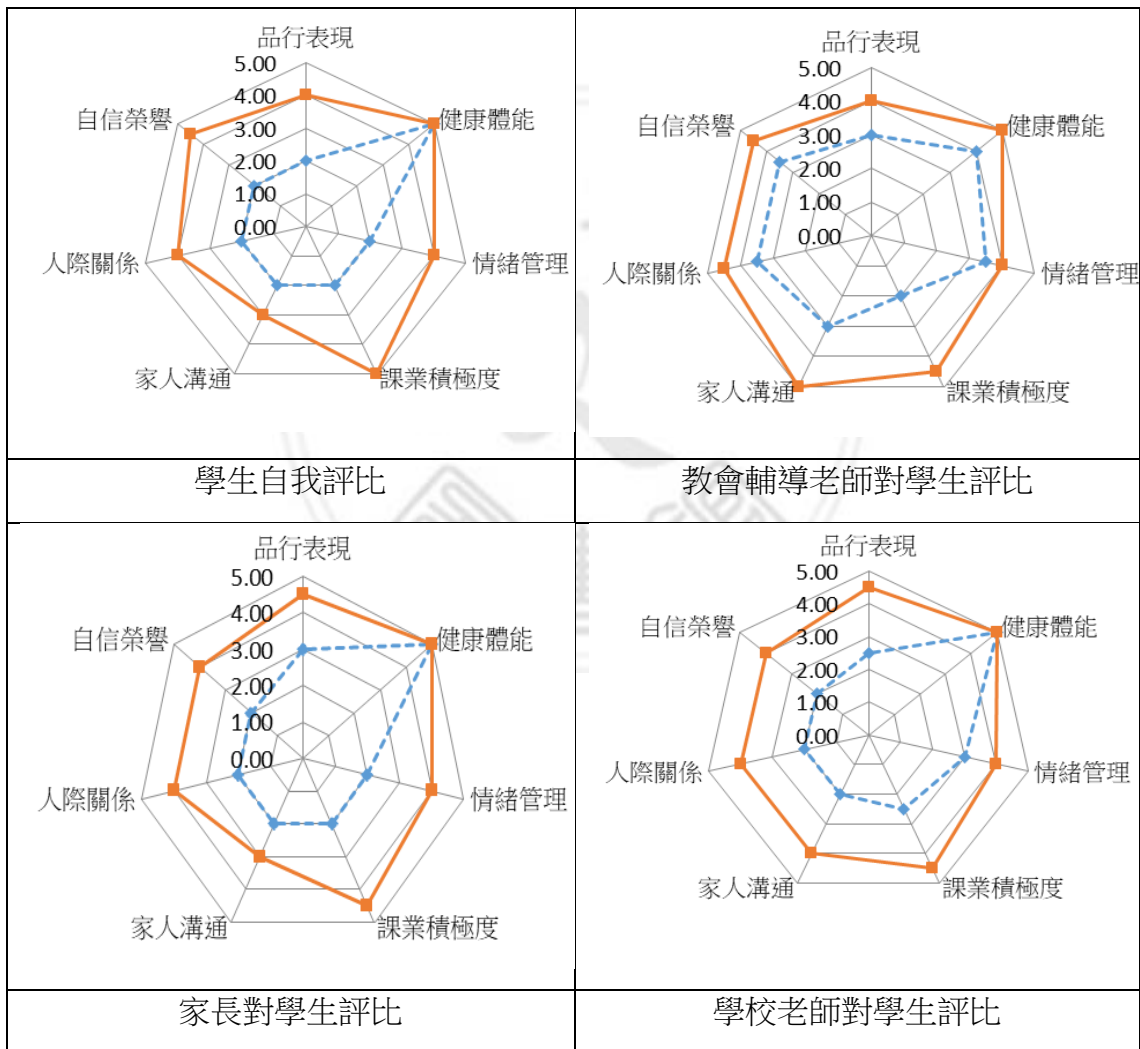 品行表現
5.00
4.00
3.00
2.00
1.00
0.00
健康體能
情緒管理
課業積極度
家人溝通
人際關係
自信榮譽
學生自我評比
品行表現
5.00
4.00
3.00
2.00
1.00
0.00
健康體能
情緒管理
課業積極度
家人溝通
人際關係
自信榮譽
教會輔導老師對學生評比
品行表現
5.00
4.00
3.00
2.00
1.00
0.00
健康體能
情緒管理
課業積極度
家人溝通
人際關係
自信榮譽
家長對學生評比
品行表現
5.00
4.00
3.00
2.00
1.00
0.00
健康體能
情緒管理
課業積極度
家人溝通
人際關係
自信榮譽
學校老師對學生評比